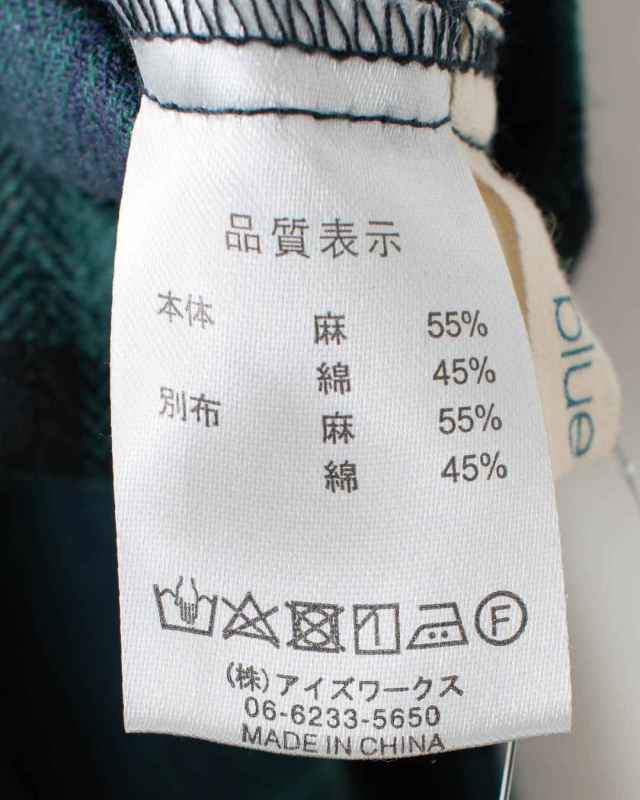 品質表示
本体 麻 55%
綿 45%
別布 麻 55%
綿 45%
F
(株)アイズワークス
06-6233-5650
MADE IN CHINA
blue